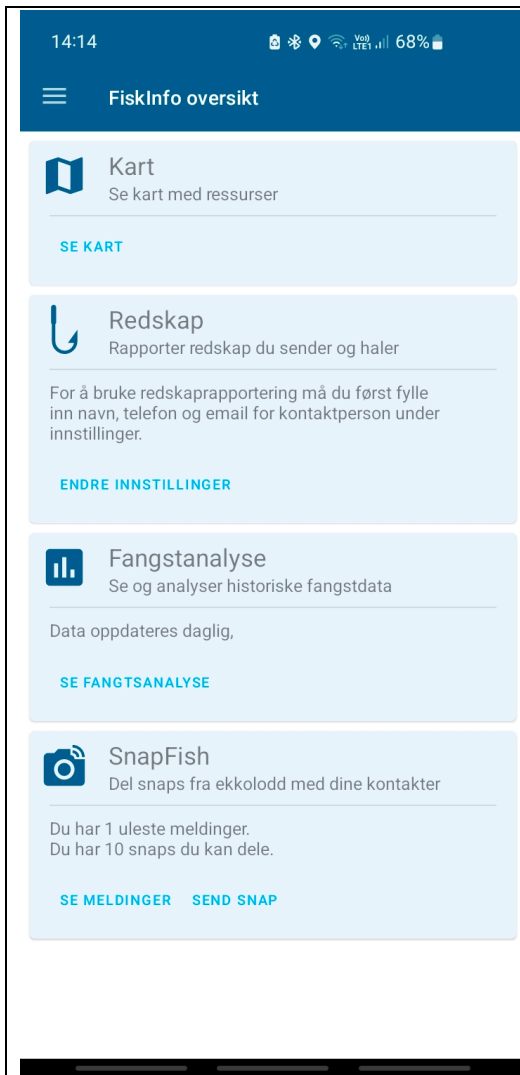 14:14
Vo)) LTE1 68%
FiskInfo oversikt
Kart
Se kart med ressurser
SE KART
Redskap
Rapporter redskap du sender og haler
For å bruke redskaprapportering må du først fylle
inn navn, telefon og email for kontaktperson under
innstillinger.
ENDRE INNSTILLINGER
Fangstanalyse
Se og analyser historiske fangstdata
Data oppdateres daglig,
SE FANGTSANALYSE
SnapFish
Del snaps fra ekkolodd med dine kontakter
Du har 1 uleste meldinger.
Du har 10 snaps du kan dele.
SE MELDINGER SEND SNAP